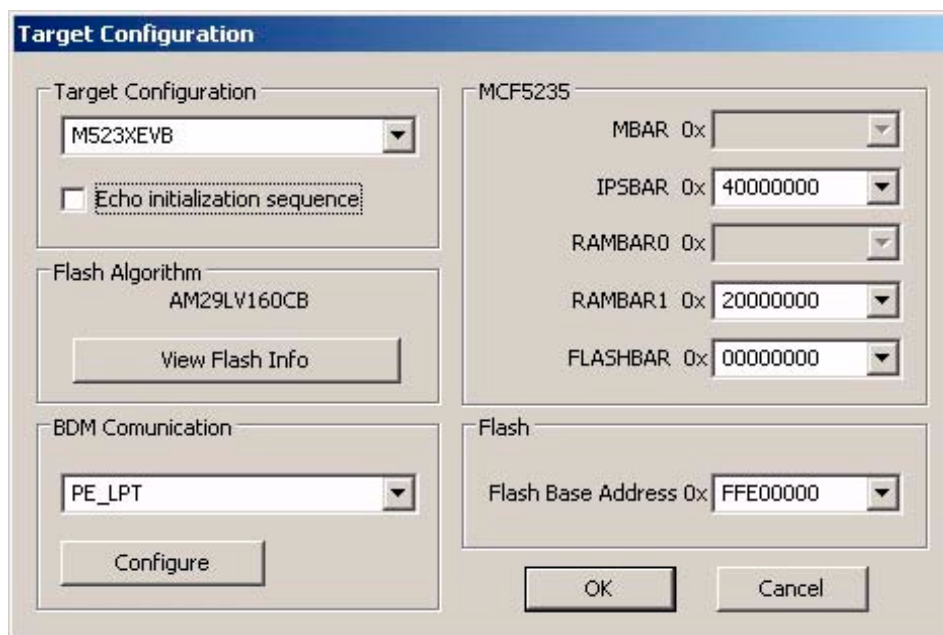 Target Configuration
Target Configuration
M523XEVB
Echo initialization sequence
Flash Algorithm
AM29LV160CB
View Flash Info
BDM Comunication
PE_LPT
Configure
MCF5235
MBAR 0x
IPSBAR 0x 40000000
RAMBAR0 0x
RAMBAR1 0x 20000000
FLASHBAR 0x 00000000
Flash
Flash Base Address 0x FFE00000
OK Cancel